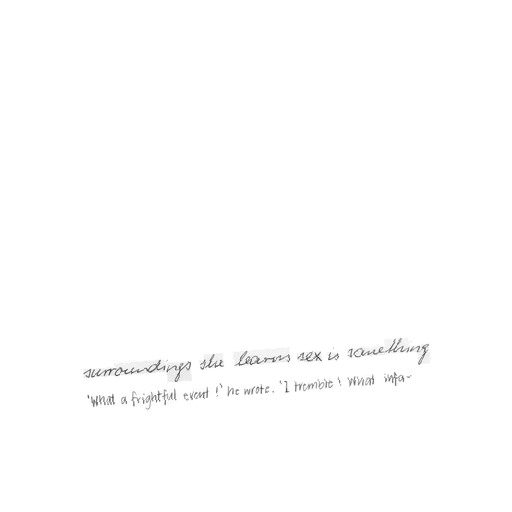 surroundings she learns sex is something
'What a frightful event!' he wrote. 'I tremble! What infa-